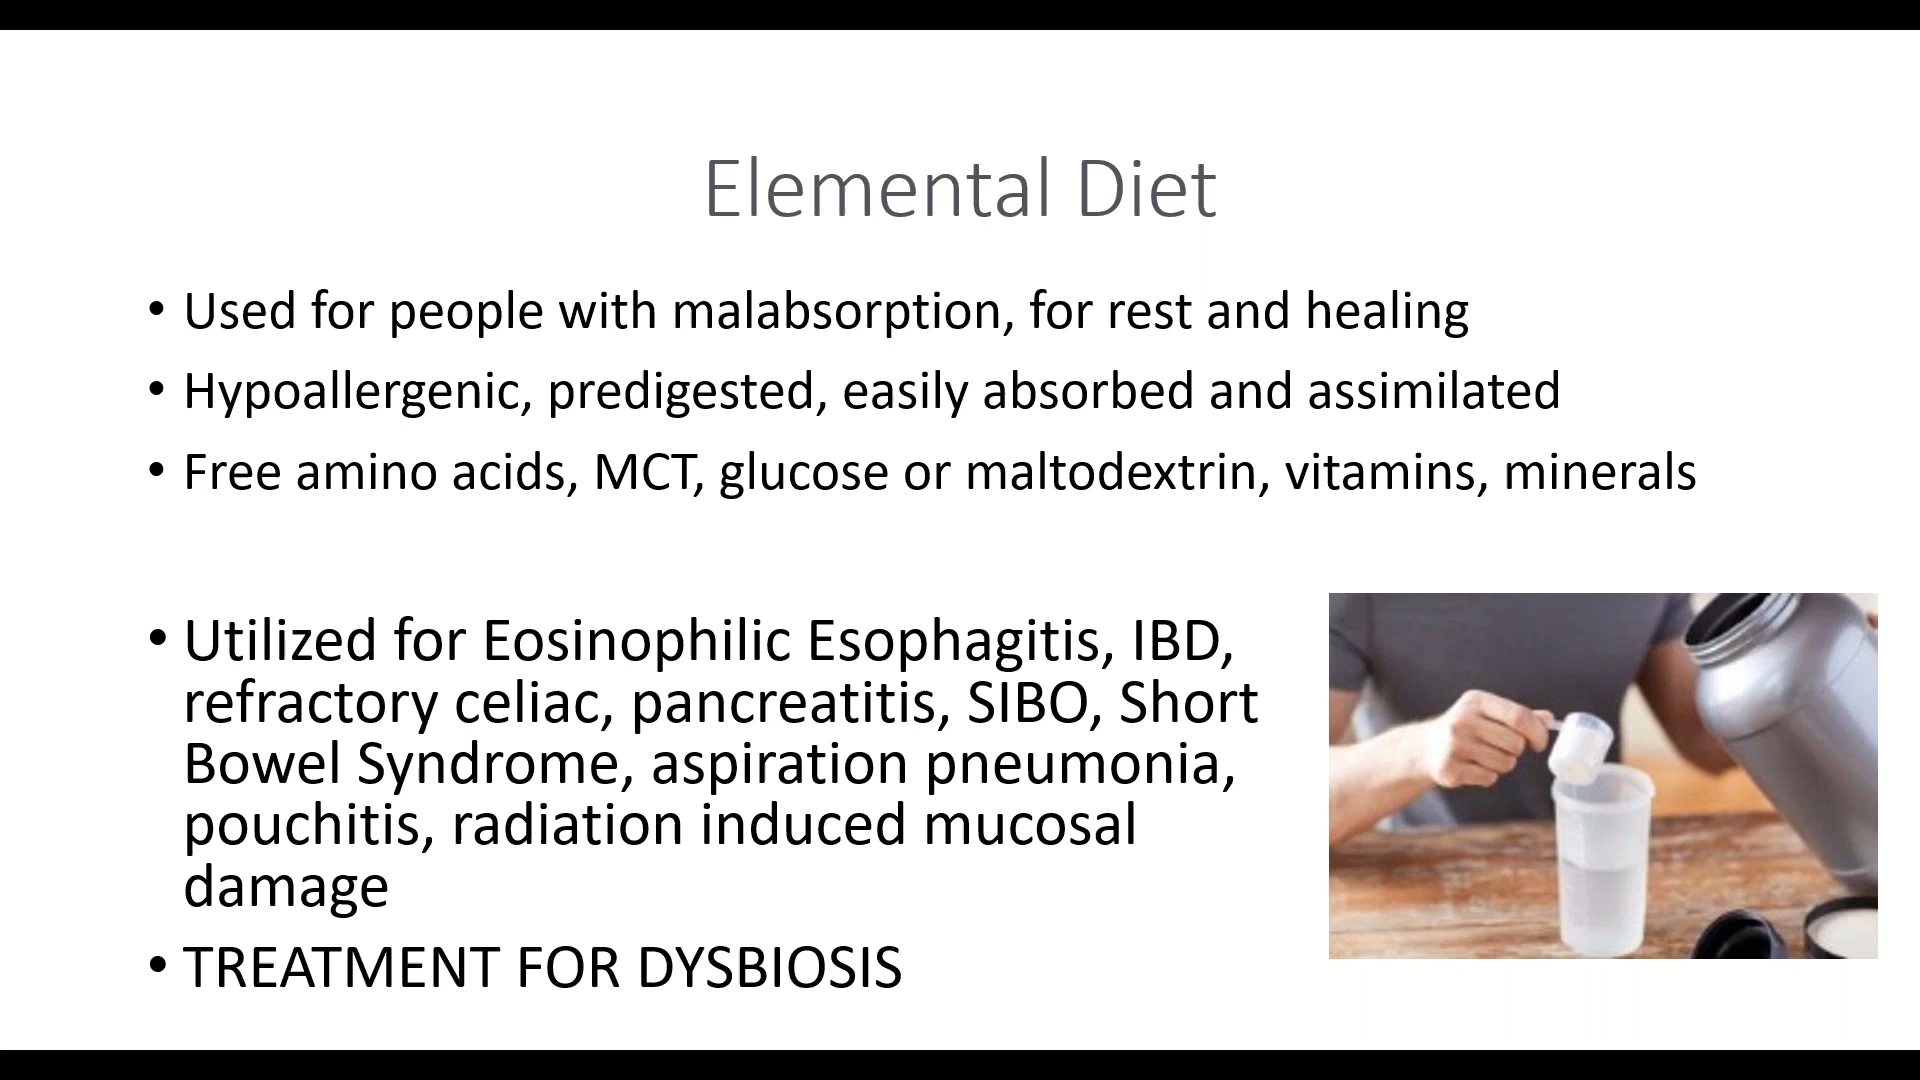 Elemental Diet
• Used for people with malabsorption, for rest and healing
• Hypoallergenic, predigested, easily absorbed and assimilated
• Free amino acids, MCT, glucose or maltodextrin, vitamins, minerals
• Utilized for Eosinophilic Esophagitis, IBD,
refractory celiac, pancreatitis, SIBO, Short
Bowel Syndrome, aspiration pneumonia,
pouchitis, radiation induced mucosal
damage
• TREATMENT FOR DYSBIOSIS